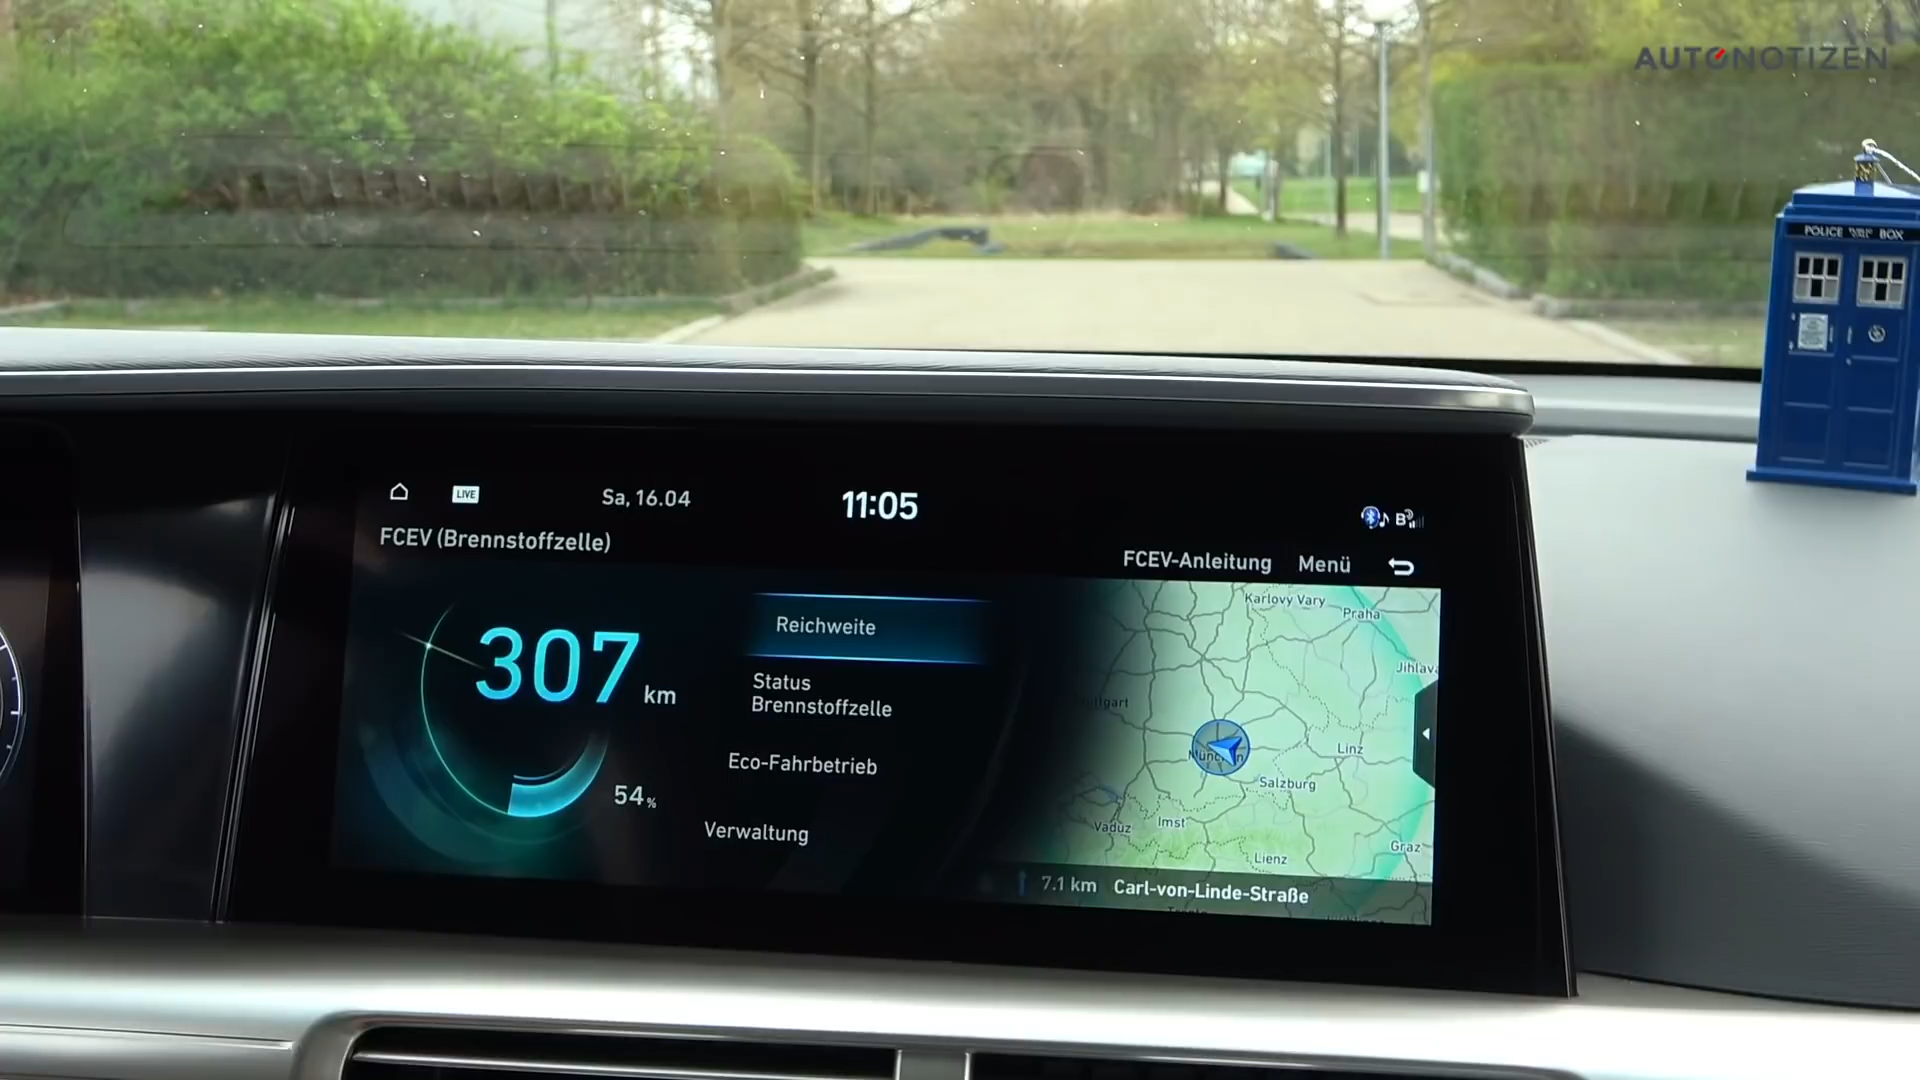 AUTONOTIZEN
POLICE BOX
LIVE
Sa, 16.04
11:05
FCEV (Brennstoffzelle)
FCEV-Anleitung
Menü
307 km
54%
Reichweite
Status
Brennstoffzelle
Eco-Fahrbetrieb
Verwaltung
Karlovy Vary
Praha
Linz
Salzburg
Vaduz
Imst
Lienz
Graz
7.1 km Carl-von-Linde-Straße